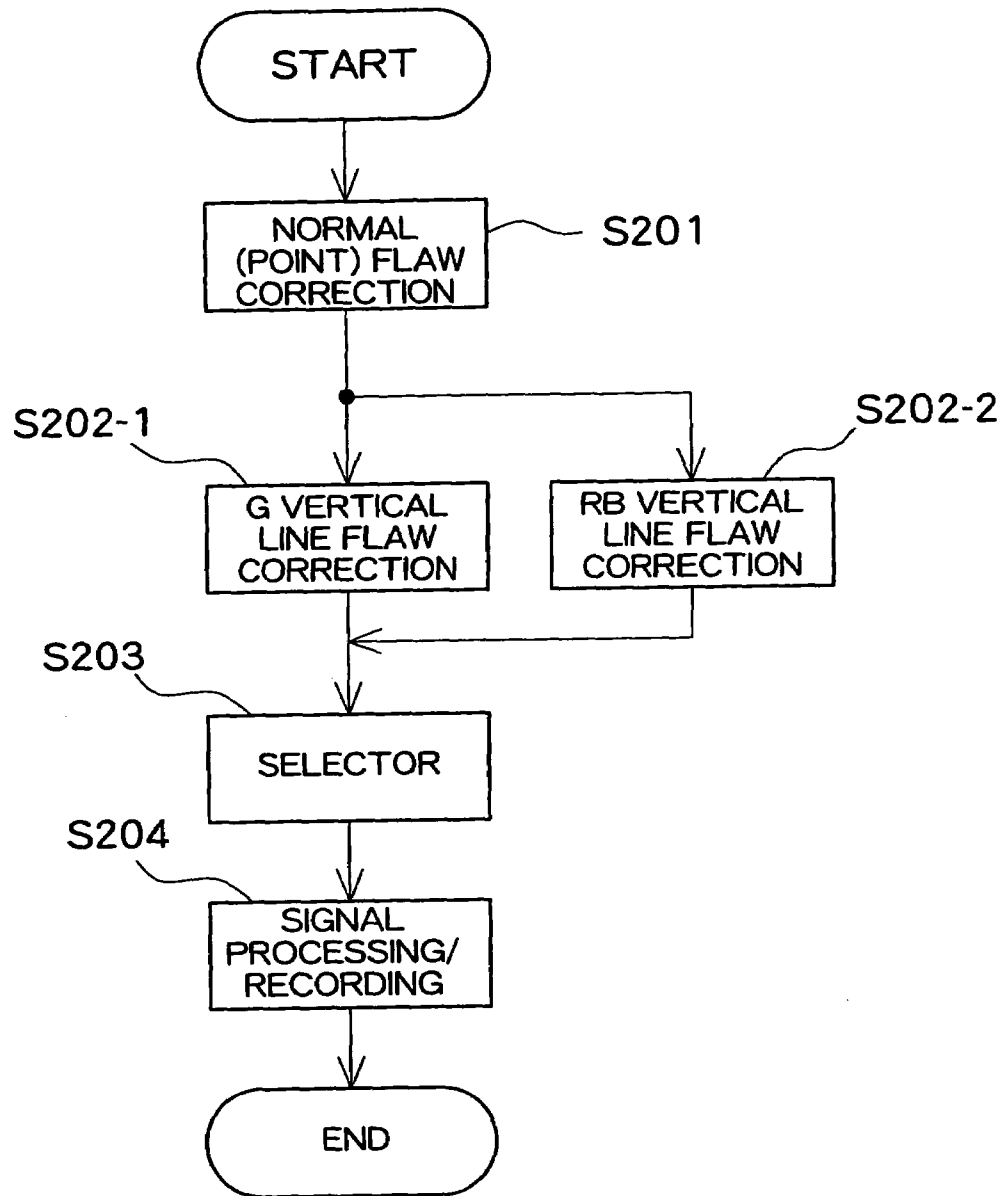 START
NORMAL
(POINT) FLAW
CORRECTION
S201
S202-1
S202-2
G VERTICAL
LINE FLAW
CORRECTION
RB VERTICAL
LINE FLAW
CORRECTION
S203
SELECTOR
S204
SIGNAL
PROCESSING/
RECORDING
END